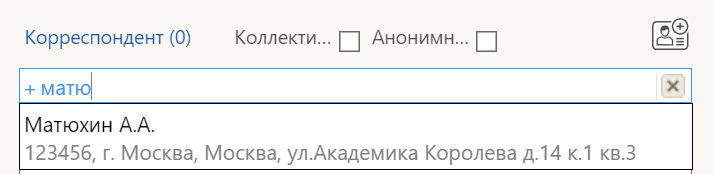 Корреспондент (0) Коллекти... Анонимн...
+ матю
Матюхин А.А.
123456, г. Москва, Москва, ул.Академика Королева д.14 к.1 кв.3